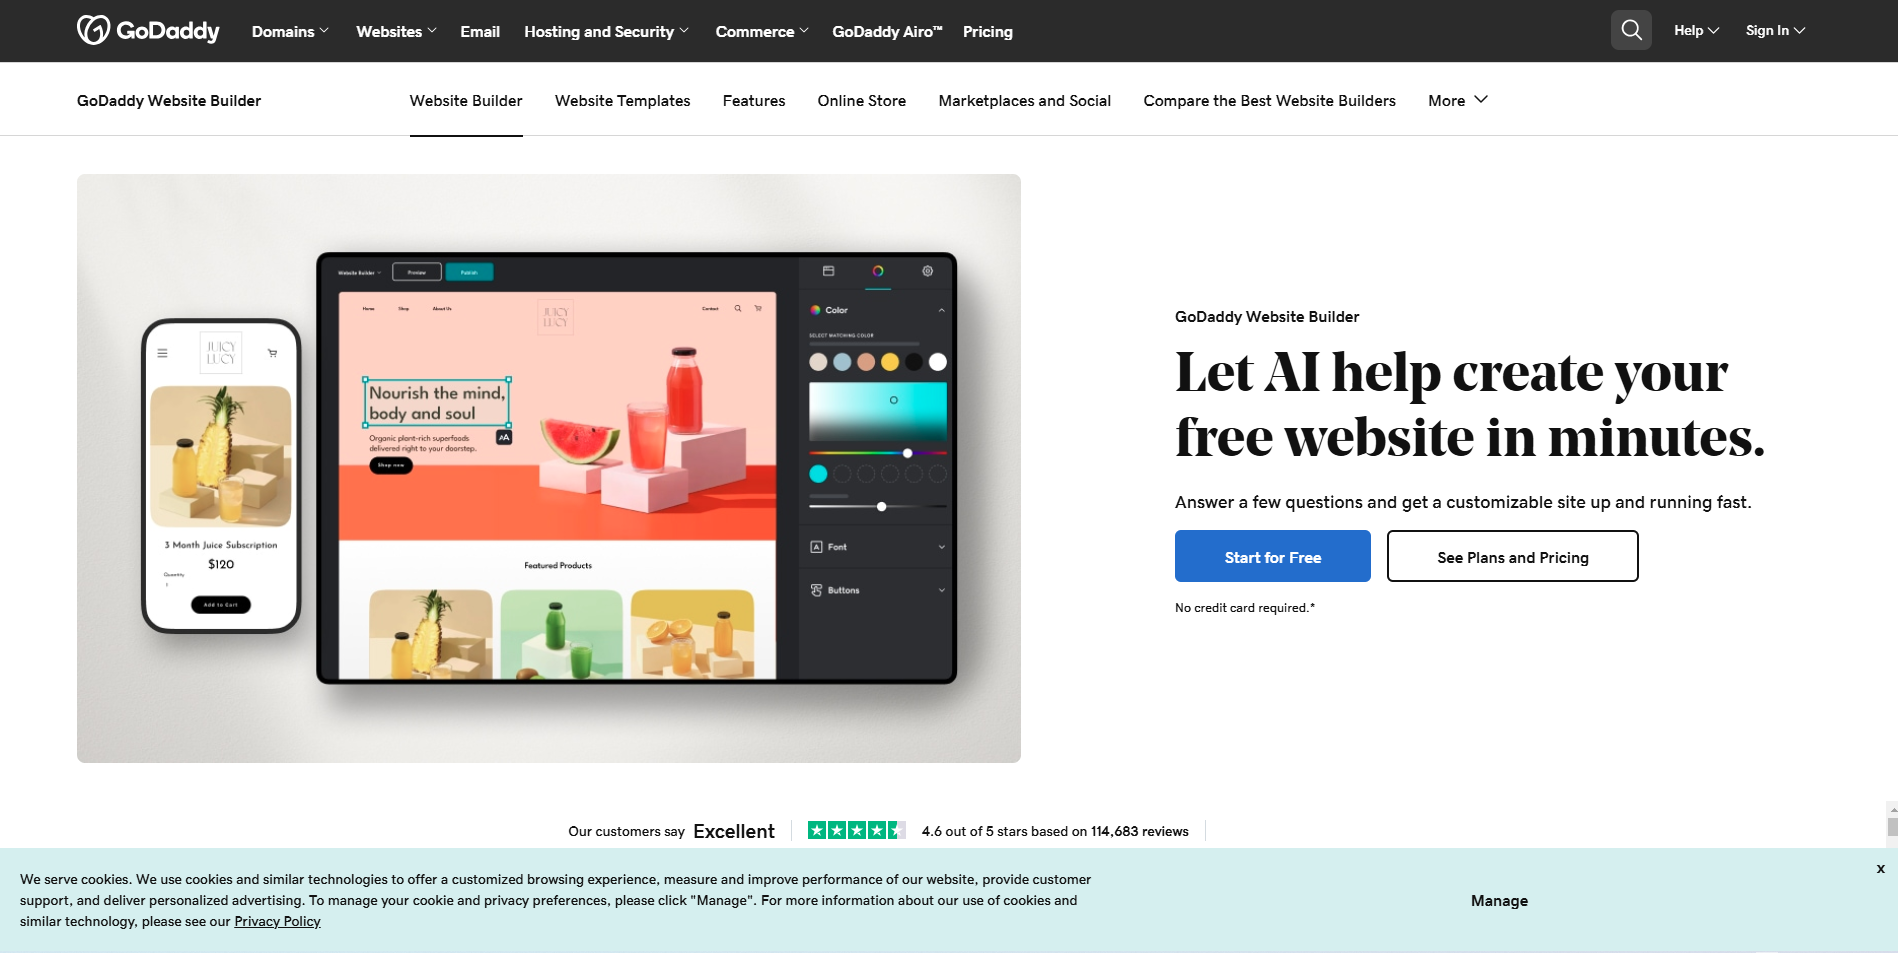 GoDaddy
Domains
Websites
Email
Hosting and Security
Commerce
GoDaddy Airo™
Pricing
Help
Sign In
GoDaddy Website Builder
Website Builder
Website Templates
Features
Online Store
Marketplaces and Social
Compare the Best Website Builders
More
JUICY
LUCY
3 Month Juice Subscription
$120
Quantity
1
Add to Cart
Website Builder
Preview
Publish
Home
Shop
About Us
JUICY
LUCY
Contact
Nourish the mind,
body and soul
AA
Organic plant-rich superfoods
delivered right to your doorstep.
Shop now
Featured Products
Color
SELECT MATCHING COLOR
A
Font
Buttons
GoDaddy Website Builder
Let AI help create your
free website in minutes.
Answer a few questions and get a customizable site up and running fast.
Start for Free
See Plans and Pricing
No credit card required.*
Our customers say Excellent
4.6 out of 5 stars based on 114,683 reviews
We serve cookies. We use cookies and similar technologies to offer a customized browsing experience, measure and improve performance of our website, provide customer
support, and deliver personalized advertising. To manage your cookie and privacy preferences, please click "Manage". For more information about our use of cookies and
similar technology, please see our Privacy Policy
Manage
x